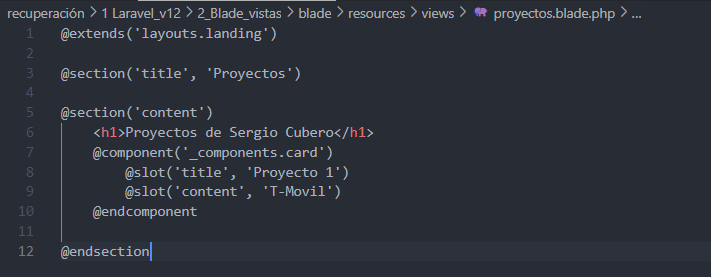 recuperación > 1 Laravel_v12 > 2_Blade_vistas > blade > resources > views > proyectos.blade.php > ...
1 @extends('layouts.landing')
2
3 @section('title', 'Proyectos')
4
5 @section('content')
6 <h1>Proyectos de Sergio Cubero</h1>
7 @component('_components.card')
8 @slot('title', 'Proyecto 1')
9 @slot('content', 'T-Movil')
10 @endcomponent
11
12 @endsection